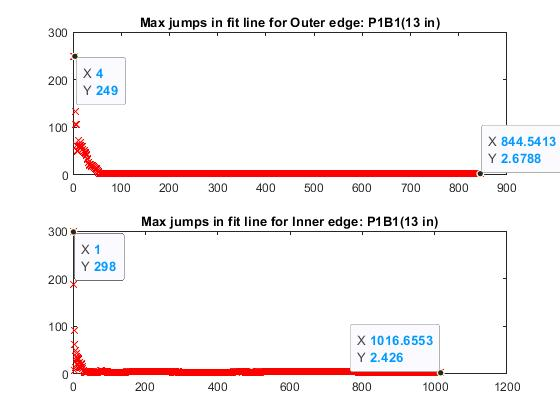 Max jumps in fit line for Outer edge: P1B1(13 in)
300
200
100
0
X 4
Y 249
X 844.5413
Y 2.6788
0 100 200 300 400 500 600 700 800 900
Max jumps in fit line for Inner edge: P1B1(13 in)
300
200
100
0
X 1
Y 298
X 1016.6553
Y 2.426
0 200 400 600 800 1000 1200